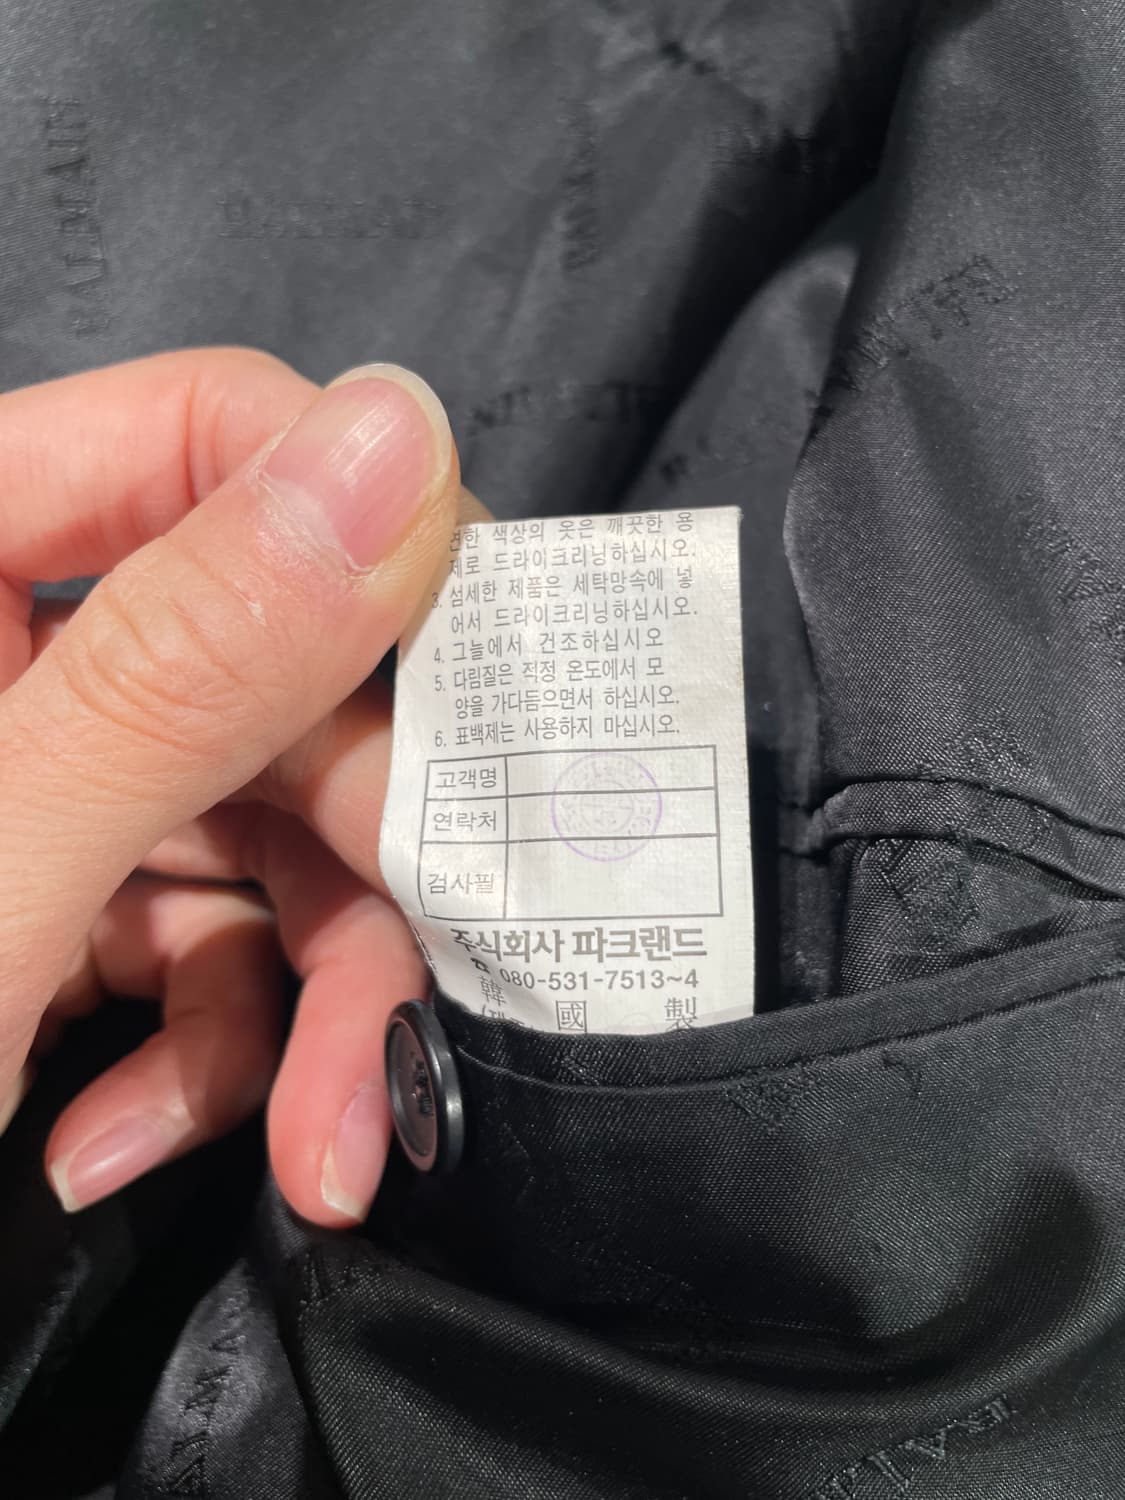 연한 색상의 옷은 깨끗한 용
제로 드라이크리닝하십시오.
3. 섬세한 제품은 세탁망속에 넣
어서 드라이크리닝하십시오.
4. 그늘에서 건조하십시오
5. 다림질은 적정 온도에서 모
양을 가다듬으면서 하십시오.
6. 표백제는 사용하지 마십시오.
고객명
연락처
검사필
주식회사 파크랜드
080-531-7513~4
韓 國 製
BALMAIN
BALMAIN